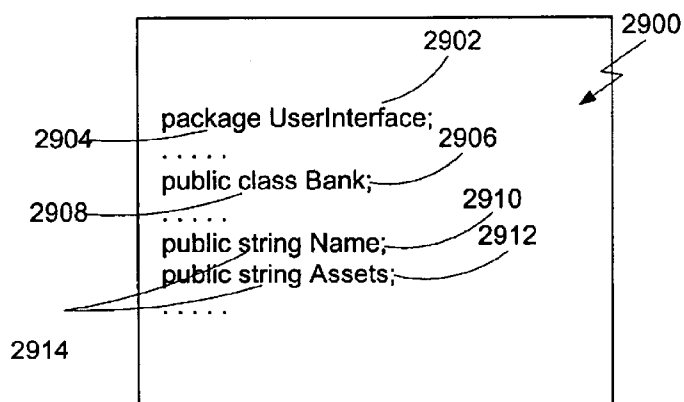 2902
2900
package UserInterface;
2904
. . . . .
2906
public class Bank;
2908
. . . . .
2910
public string Name;
2912
public string Assets;
. . . . .
2914